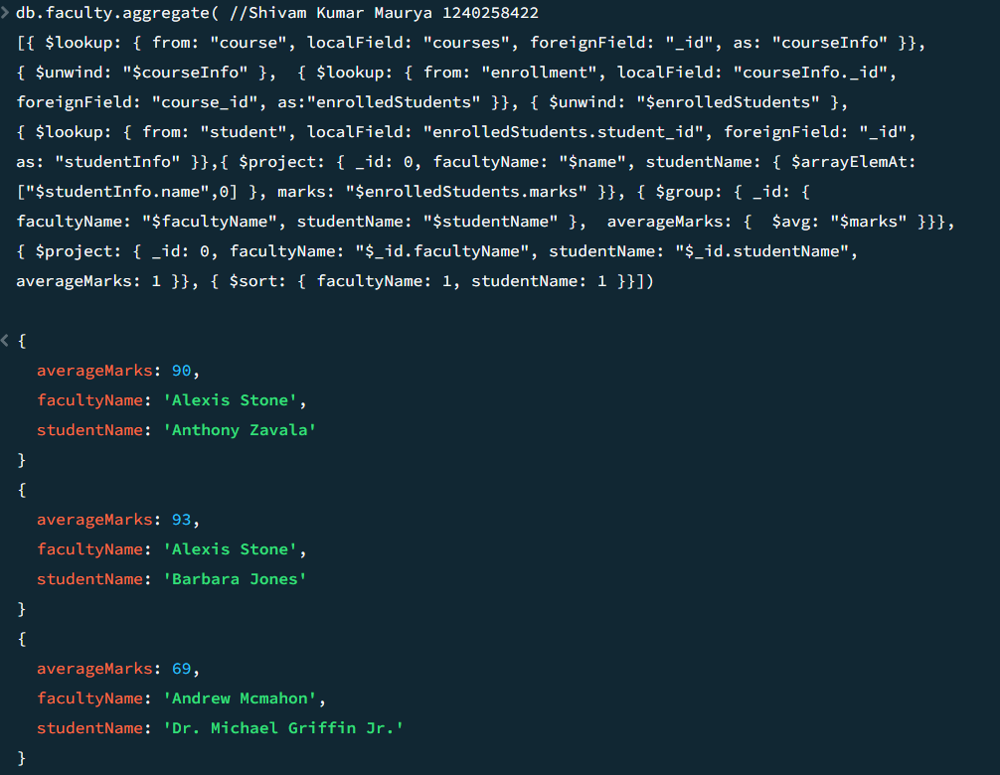 > db.faculty.aggregate( //Shivam Kumar Maurya 1240258422
[{ $lookup: { from: "course", localField: "courses", foreignField: "_id", as: "courseInfo" }},
{ $unwind: "$courseInfo" },  { $lookup: { from: "enrollment", localField: "courseInfo._id",
foreignField: "course_id", as:"enrolledStudents" }}, { $unwind: "$enrolledStudents" },
{ $lookup: { from: "student", localField: "enrolledStudents.student_id", foreignField: "_id",
as: "studentInfo" }},{ $project: { _id: 0, facultyName: "$name", studentName: { $arrayElemAt:
["$studentInfo.name",0] }, marks: "$enrolledStudents.marks" }}, { $group: { _id: {
facultyName: "$facultyName", studentName: "$studentName" },  averageMarks: {  $avg: "$marks" }}},
{ $project: { _id: 0, facultyName: "$_id.facultyName", studentName: "$_id.studentName",
averageMarks: 1 }}, { $sort: { facultyName: 1, studentName: 1 }}])
< {
averageMarks: 90,
facultyName: 'Alexis Stone',
studentName: 'Anthony Zavala'
}
{
averageMarks: 93,
facultyName: 'Alexis Stone',
studentName: 'Barbara Jones'
}
{
averageMarks: 69,
facultyName: 'Andrew Mcmahon',
studentName: 'Dr. Michael Griffin Jr.'
}